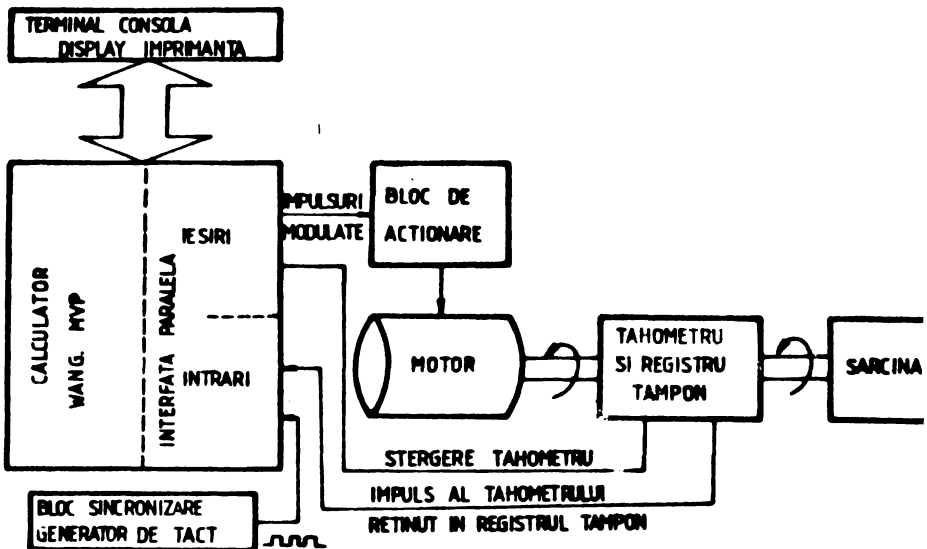 TERMINAL CONSOLA
DISPLAY IMPRIMANTA
CALCULATOR
WANG. MVP
INTERFATA PARALELA
IESIRI
INTRARI
IMPULSURI
MODULATE
BLOC DE
ACTIONARE
MOTOR
TAHOMETRU
SI REGISTRU
TAMPON
SARCINA
STERGERE TAHOMETRU
IMPULS AL TAHOMETRULUI
RETINUT IN REGISTRUL TAMPON
BLOC SINCRONIZARE
GENERATOR DE TACT